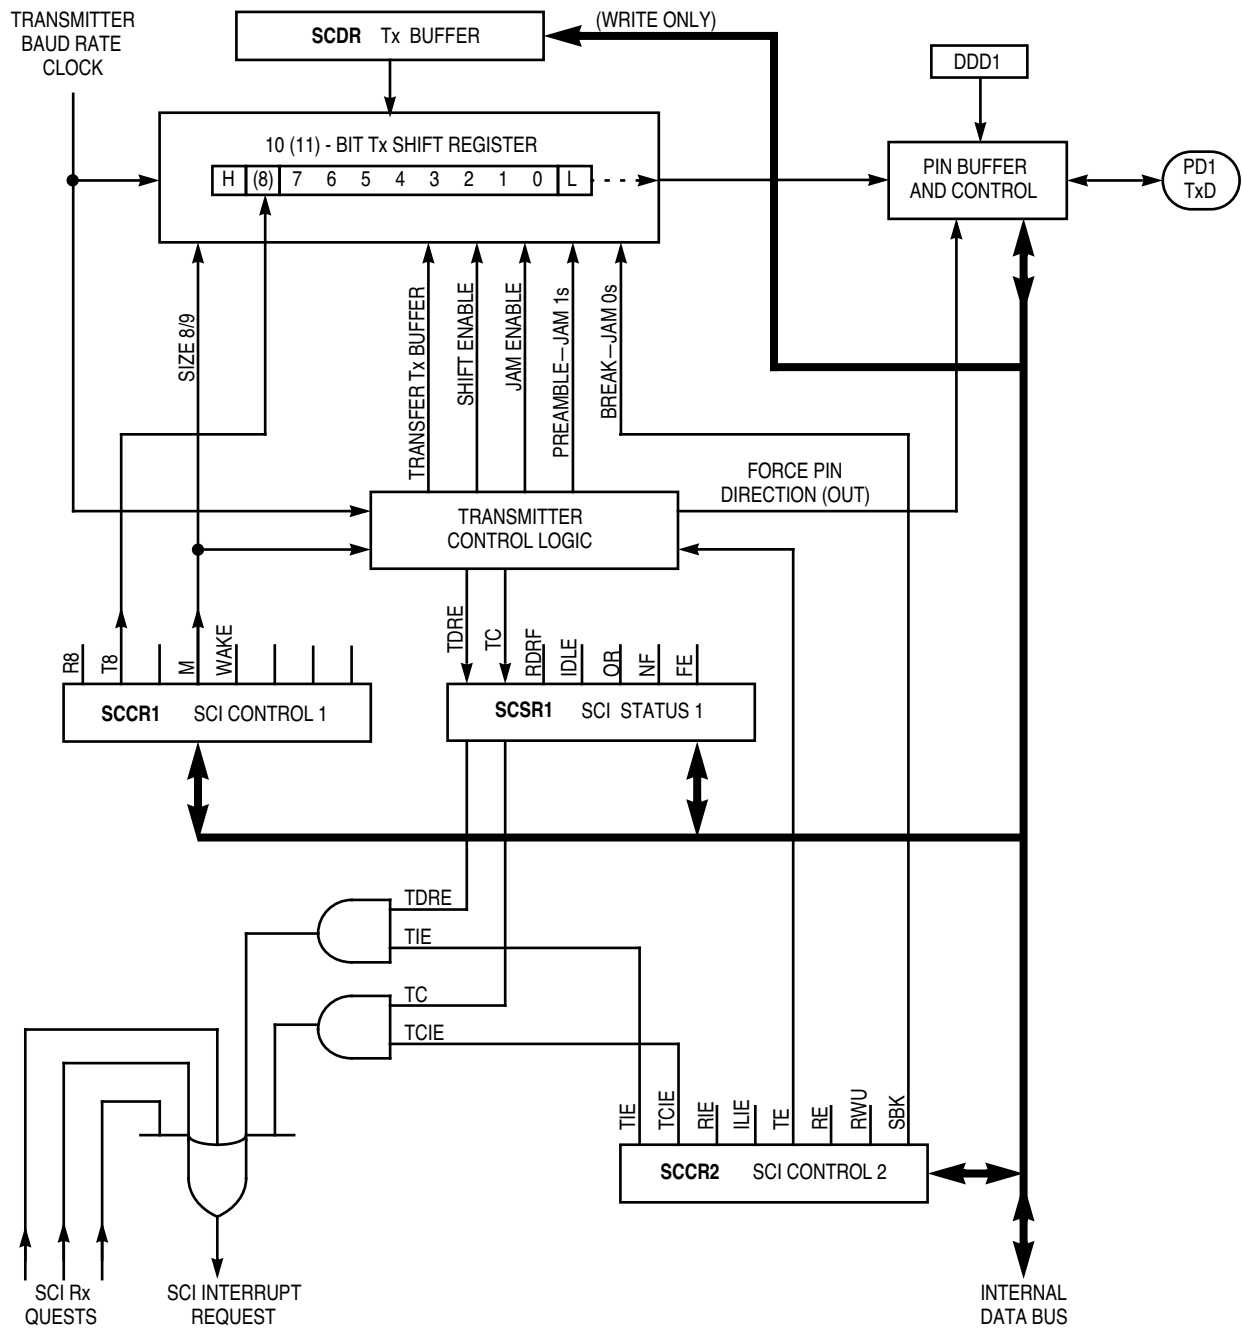 TRANSMITTER
BAUD RATE
CLOCK
SCDR Tx BUFFER
(WRITE ONLY)
DDD1
10 (11) - BIT Tx SHIFT REGISTER
H (8) 7 6 5 4 3 2 1 0 L
PIN BUFFER
AND CONTROL
PD1
TxD
SIZE 8/9
TRANSFER Tx BUFFER
SHIFT ENABLE
JAM ENABLE
PREAMBLE—JAM 1s
BREAK—JAM 0s
FORCE PIN
DIRECTION (OUT)
TRANSMITTER
CONTROL LOGIC
R8
T8
M
WAKE
TDRE
TC
RDRF
IDLE
OR
NF
FE
SCCR1 SCI CONTROL 1
SCSR1 SCI STATUS 1
TDRE
TIE
TC
TCIE
TIE
TCIE
RIE
ILIE
TE
RE
RWU
SBK
SCCR2 SCI CONTROL 2
SCI Rx
QUESTS
SCI INTERRUPT
REQUEST
INTERNAL
DATA BUS